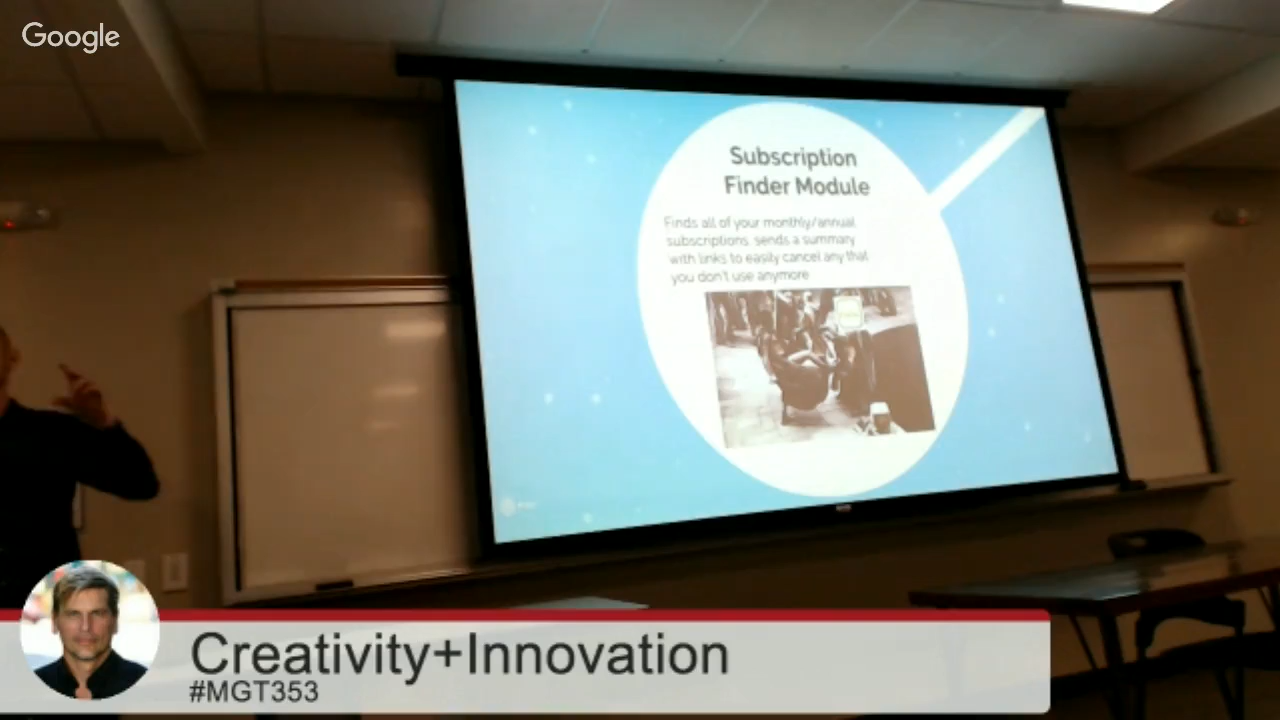 Google
Subscription
Finder Module
Finds all of your monthly/annual
subscriptions, sends a summary
with links to easily cancel any that
you don't use anymore
Creativity+Innovation
#MGT353